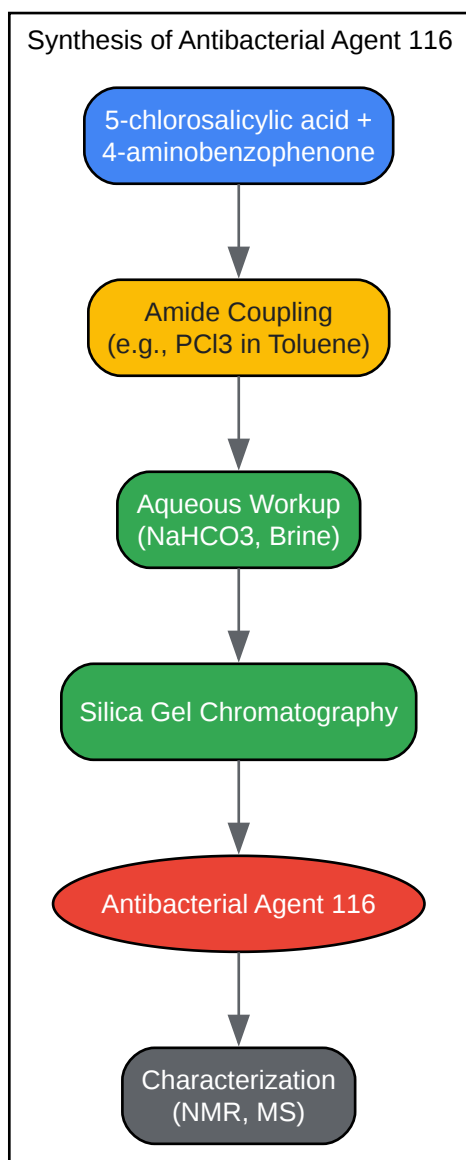 Synthesis of Antibacterial Agent 116
5-chlorosalicylic acid +
4-aminobenzophenone
Amide Coupling
(e.g., PCl3 in Toluene)
Aqueous Workup
(NaHCO3, Brine)
Silica Gel Chromatography
Antibacterial Agent 116
Characterization
(NMR, MS)